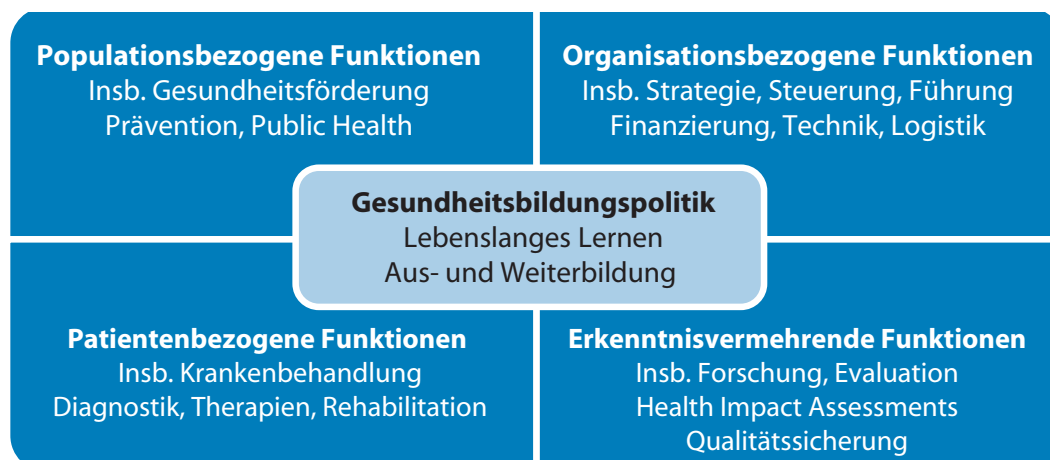 Populationsbezogene Funktionen
Insb. Gesundheitsförderung
Prävention, Public Health
Organisationsbezogene Funktionen
Insb. Strategie, Steuerung, Führung
Finanzierung, Technik, Logistik
Gesundheitsbildungspolitik
Lebenslanges Lernen
Aus- und Weiterbildung
Patientenbezogene Funktionen
Insb. Krankenbehandlung
Diagnostik, Therapien, Rehabilitation
Erkenntnisvermehrende Funktionen
Insb. Forschung, Evaluation
Health Impact Assessments
Qualitätssicherung